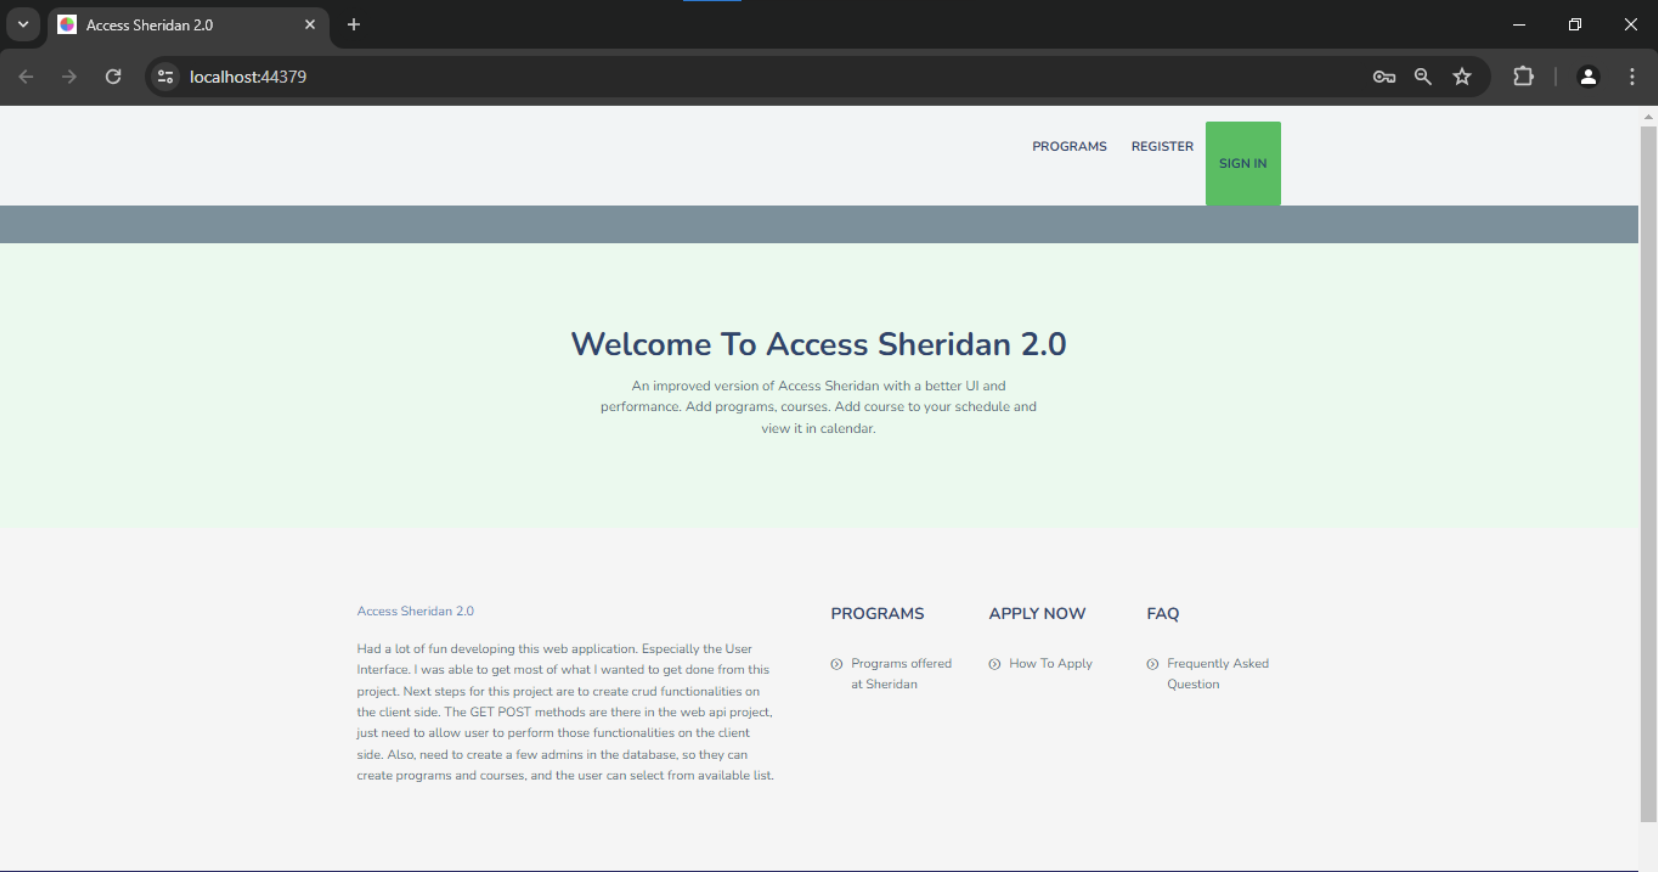 Access Sheridan 2.0
localhost:44379
PROGRAMS REGISTER SIGN IN
Welcome To Access Sheridan 2.0
An improved version of Access Sheridan with a better UI and
performance. Add programs, courses. Add course to your schedule and
view it in calendar.
Access Sheridan 2.0
Had a lot of fun developing this web application. Especially the User
Interface. I was able to get most of what I wanted to get done from this
project. Next steps for this project are to create crud functionalities on
the client side. The GET POST methods are there in the web api project,
just need to allow user to perform those functionalities on the client
side. Also, need to create a few admins in the database, so they can
create programs and courses, and the user can select from available list.
PROGRAMS
Programs offered
at Sheridan
APPLY NOW
How To Apply
FAQ
Frequently Asked
Question